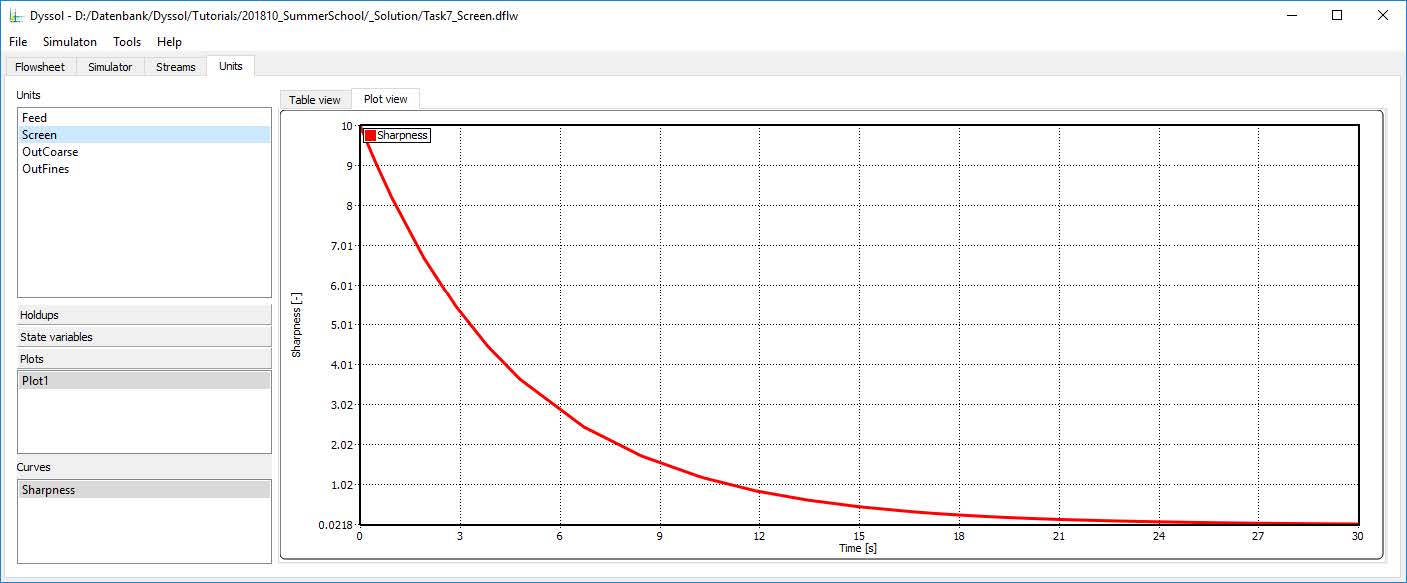 Dyssol - D:/Datenbank/Dyssol/Tutorials/201810_SummerSchool/_Solution/Task7_Screen.dflw
File Simulaton Tools Help
Flowsheet Simulator Streams Units
Units
Feed
Screen
OutCoarse
OutFines
Holdups
State variables
Plots
Plot1
Curves
Sharpness
Table view Plot view
Sharpness
Sharpness [-]
10
9
8
7.01
6.01
5.01
4.01
3.02
2.02
1.02
0.0218
0 3 6 9 12 15 18 21 24 27 30
Time [s]